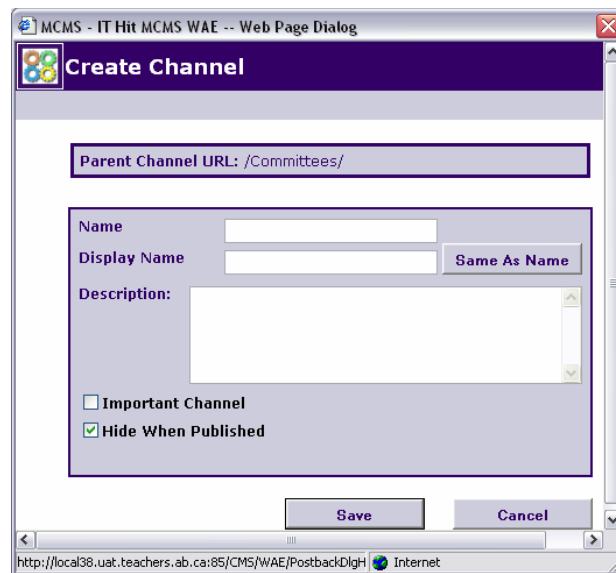 MCMS - IT Hit MCMS WAE -- Web Page Dialog
Create Channel
Parent Channel URL: /Committees/
Name
Display Name
Same As Name
Description:
Important Channel
Hide When Published
Save
Cancel
http://local38.uat.teachers.ab.ca:85/CMS/WAE/PostbackDlgH
Internet